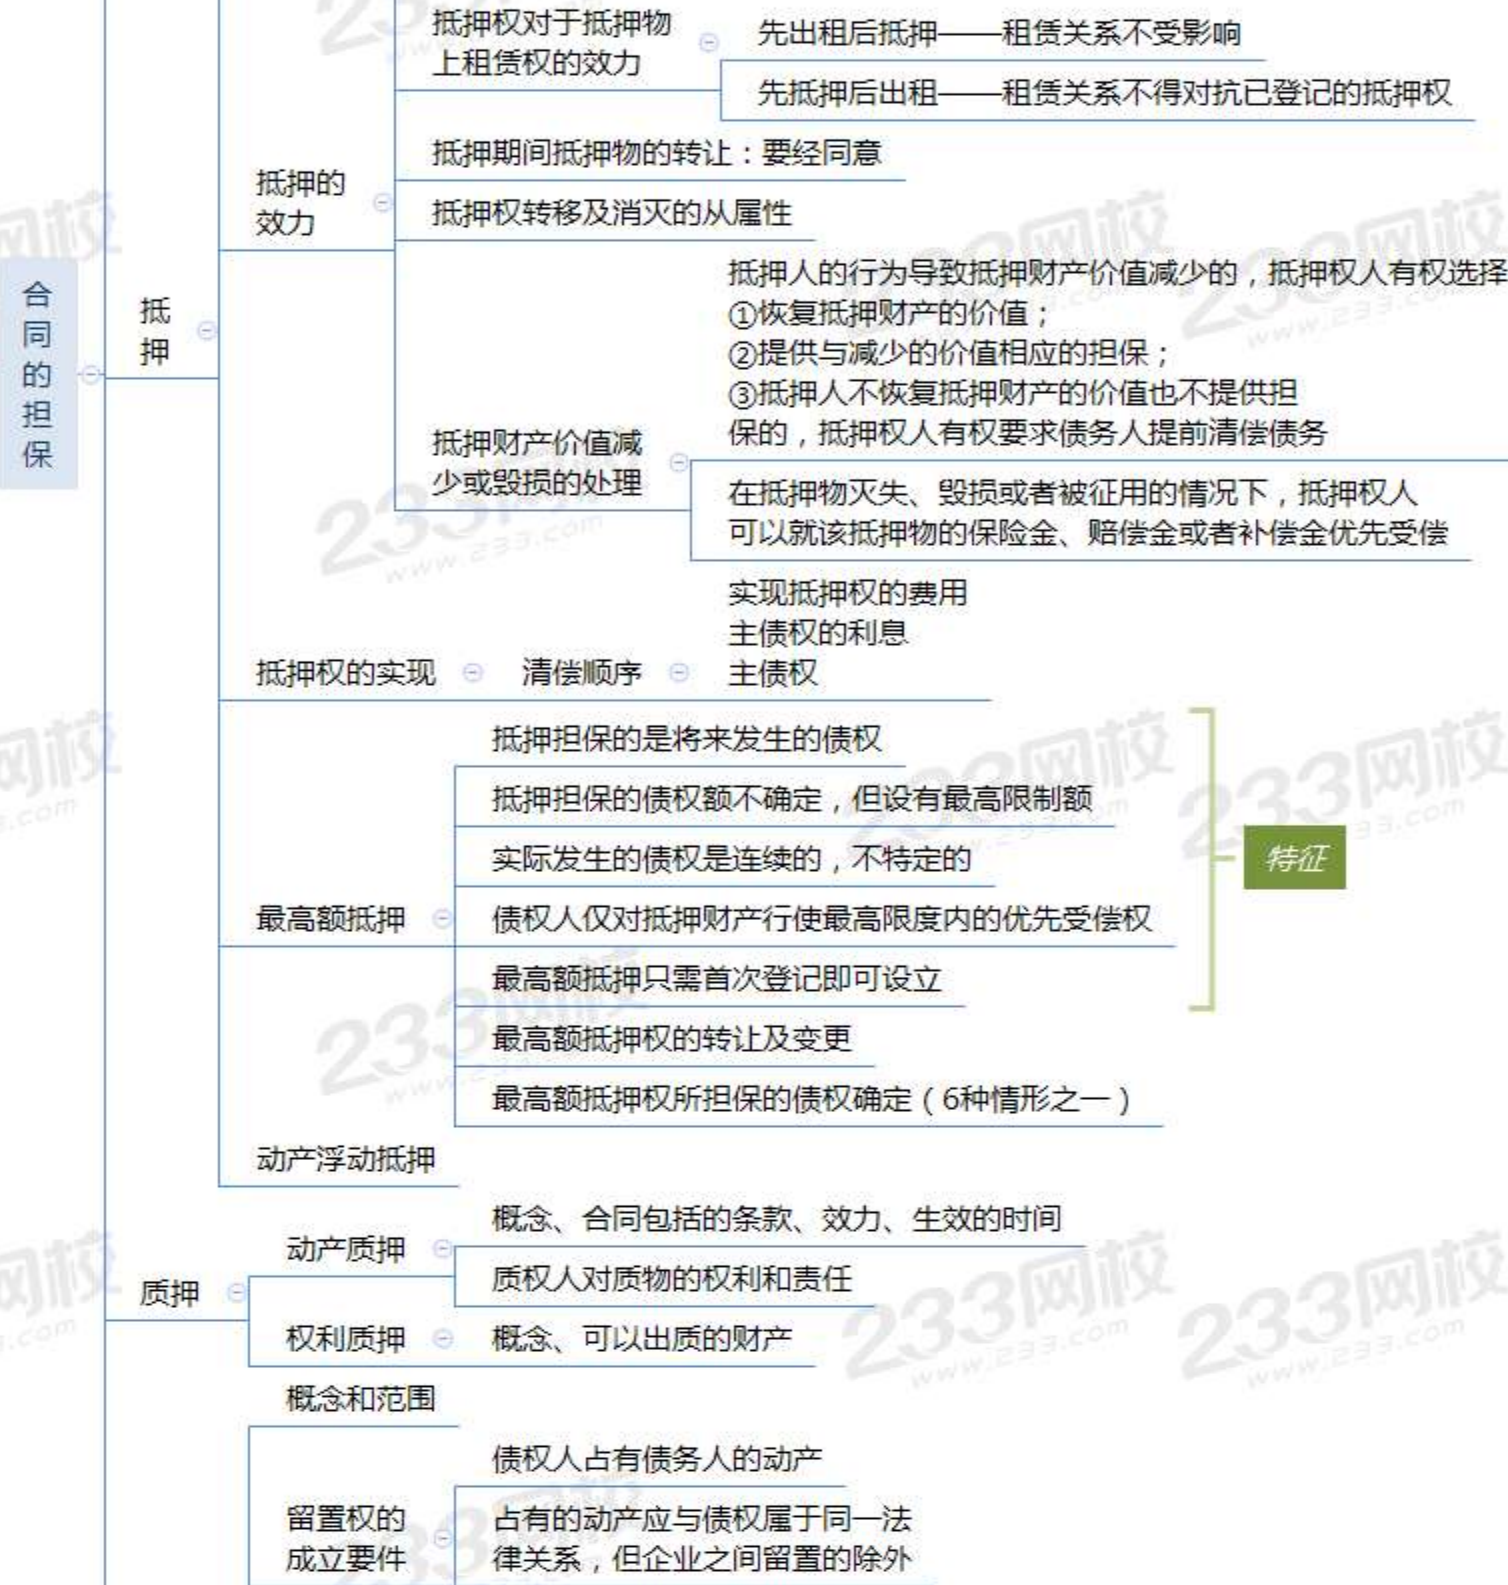 合同的担保
抵押
抵押的
效力
抵押权对于抵押物
上租赁权的效力
先出租后抵押——租赁关系不受影响
先抵押后出租——租赁关系不得对抗已登记的抵押权
抵押期间抵押物的转让：要经同意
抵押权转移及消灭的从属性
抵押财产价值减
少或毁损的处理
抵押人的行为导致抵押财产价值减少的，抵押权人有权选择
①恢复抵押财产的价值；
②提供与减少的价值相应的担保；
③抵押人不恢复抵押财产的价值也不提供担
保的，抵押权人有权要求债务人提前清偿债务
在抵押物灭失、毁损或者被征用的情况下，抵押权人
可以就该抵押物的保险金、赔偿金或者补偿金优先受偿
抵押权的实现
清偿顺序
实现抵押权的费用
主债权的利息
主债权
最高额抵押
抵押担保的是将来发生的债权
抵押担保的债权额不确定，但设有最高限制额
实际发生的债权是连续的，不特定的
债权人仅对抵押财产行使最高限度内的优先受偿权
最高额抵押只需首次登记即可设立
特征
最高额抵押权的转让及变更
最高额抵押权所担保的债权确定（6种情形之一）
动产浮动抵押
质押
动产质押
概念、合同包括的条款、效力、生效的时间
质权人对质物的权利和责任
权利质押
概念、可以出质的财产
概念和范围
留置权的
成立要件
债权人占有债务人的动产
占有的动产应与债权属于同一法
律关系，但企业之间留置的除外
233网校
www.233.com